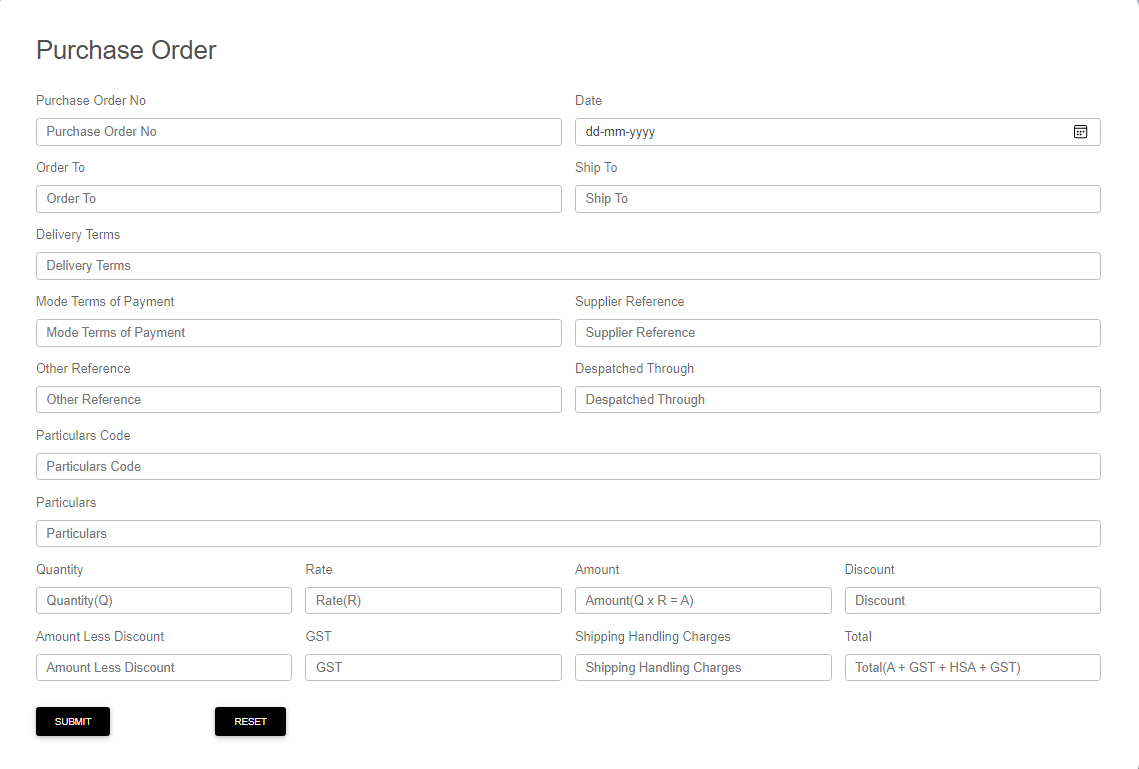 Purchase Order
Purchase Order No Date
Purchase Order No dd-mm-yyyy
Order To Ship To
Order To Ship To
Delivery Terms
Delivery Terms
Mode Terms of Payment Supplier Reference
Mode Terms of Payment Supplier Reference
Other Reference Despatched Through
Other Reference Despatched Through
Particulars Code
Particulars Code
Particulars
Particulars
Quantity Rate Amount Discount
Quantity(Q) Rate(R) Amount(Q x R = A) Discount
Amount Less Discount GST Shipping Handling Charges Total
Amount Less Discount GST Shipping Handling Charges Total(A + GST + HSA + GST)
SUBMIT RESET